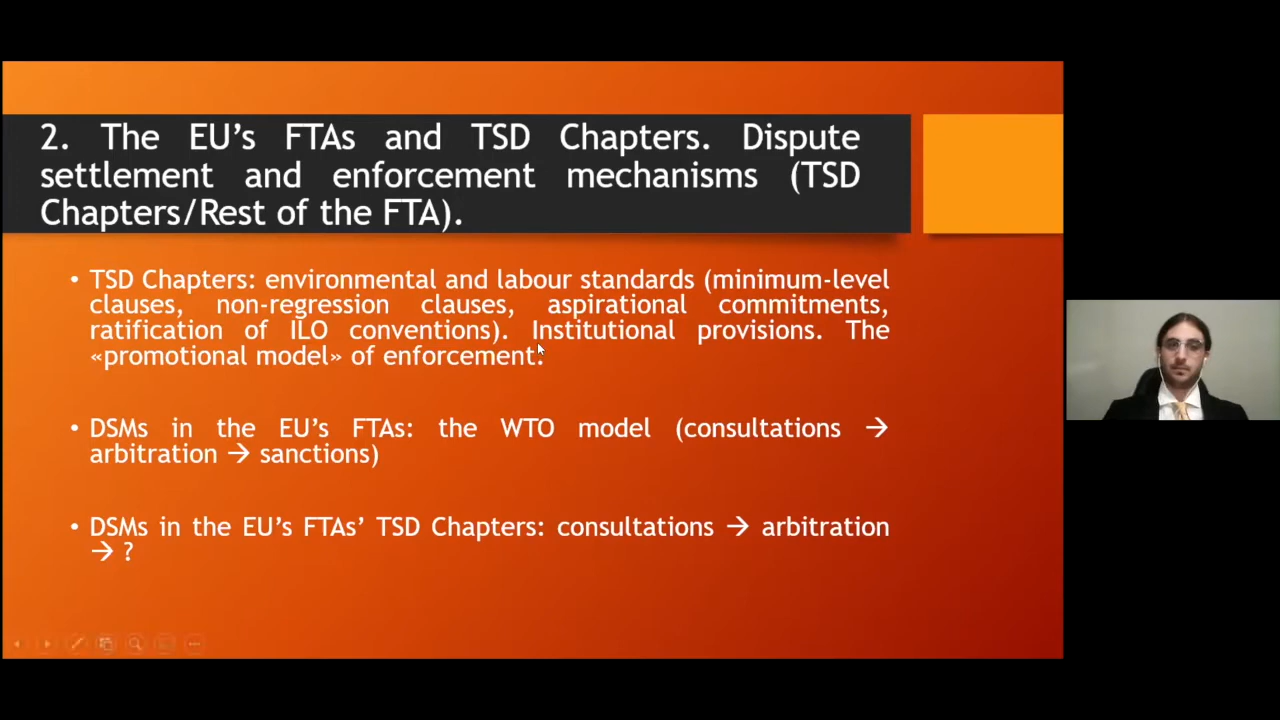 2. The EU’s FTAs and TSD Chapters. Dispute
settlement and enforcement mechanisms (TSD
Chapters/Rest of the FTA).
• TSD Chapters: environmental and labour standards (minimum-level
clauses, non-regression clauses, aspirational commitments,
ratification of ILO conventions). Institutional provisions. The
«promotional model» of enforcement.
• DSMs in the EU’s FTAs: the WTO model (consultations →
arbitration → sanctions)
• DSMs in the EU’s FTAs’ TSD Chapters: consultations → arbitration
→ ?